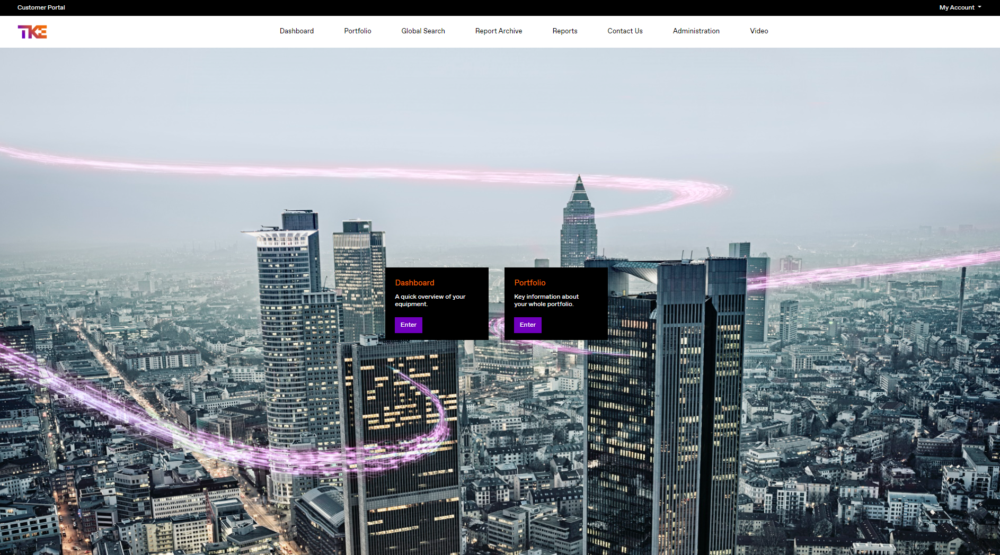 Customer Portal
My Account
TKE
Dashboard
Portfolio
Global Search
Report Archive
Reports
Contact Us
Administration
Video
Dashboard
A quick overview of your
equipment.
Enter
Portfolio
Key information about
your whole portfolio.
Enter